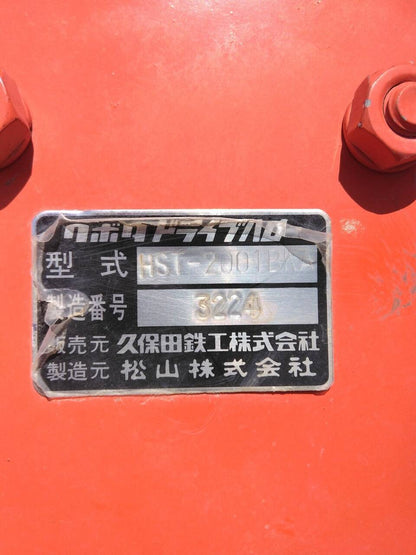 クボタドライブハロー
型式 HST-2001BKA
製造番号 3224
販売元 久保田鉄工株式会社
製造元 松山株式会社